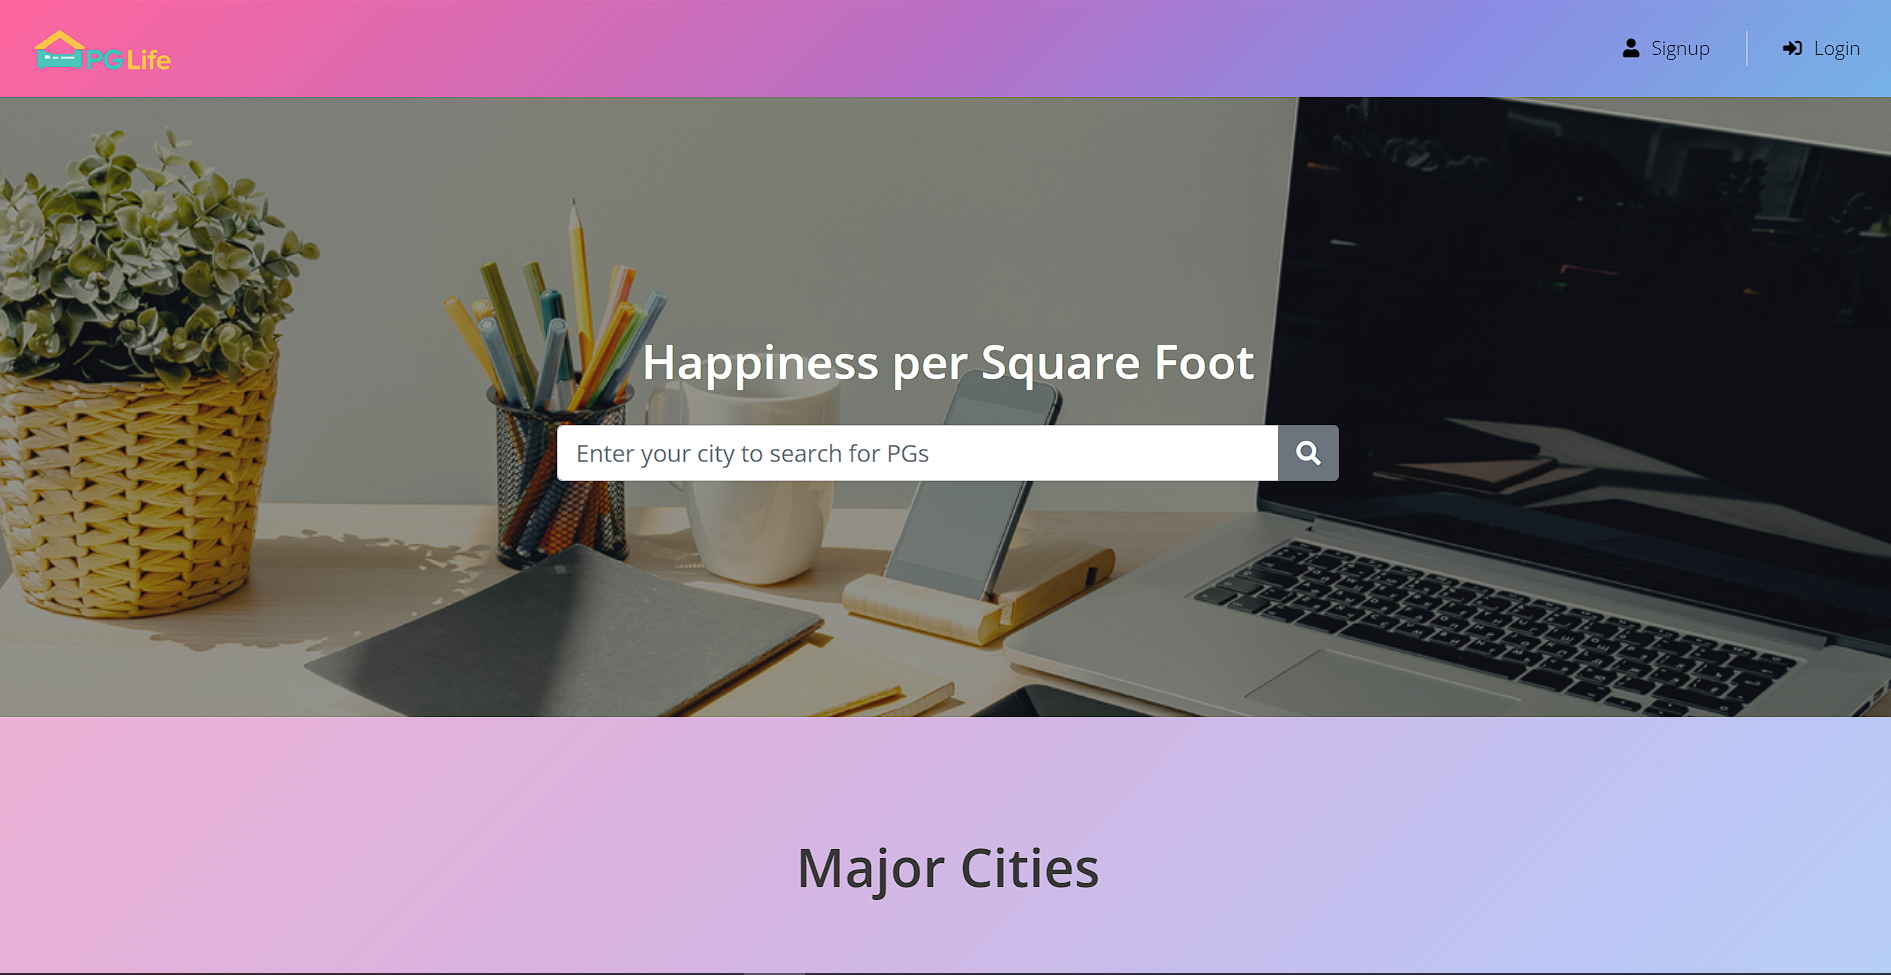 PG Life
Signup
Login
Happiness per Square Foot
Enter your city to search for PGs
Major Cities